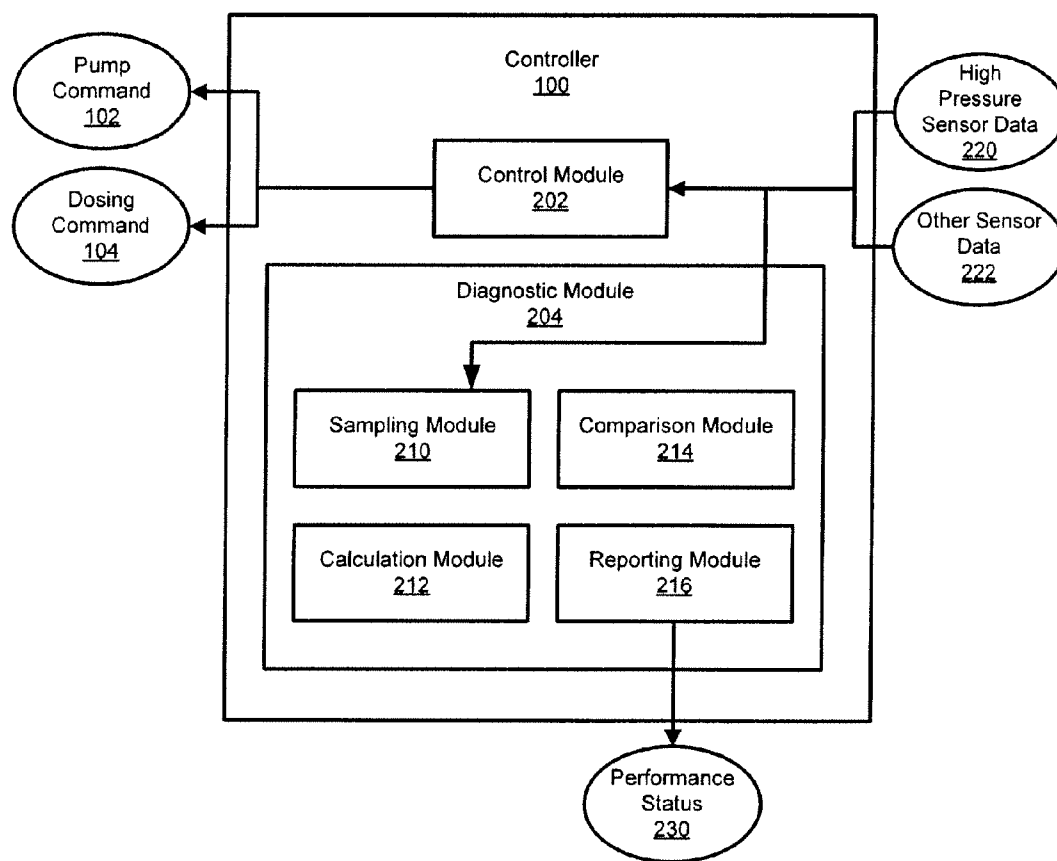 Pump
Command
102
Dosing
Command
104
Controller
100
Control Module
202
High
Pressure
Sensor Data
220
Other Sensor
Data
222
Diagnostic Module
204
Sampling Module
210
Comparison Module
214
Calculation Module
212
Reporting Module
216
Performance
Status
230